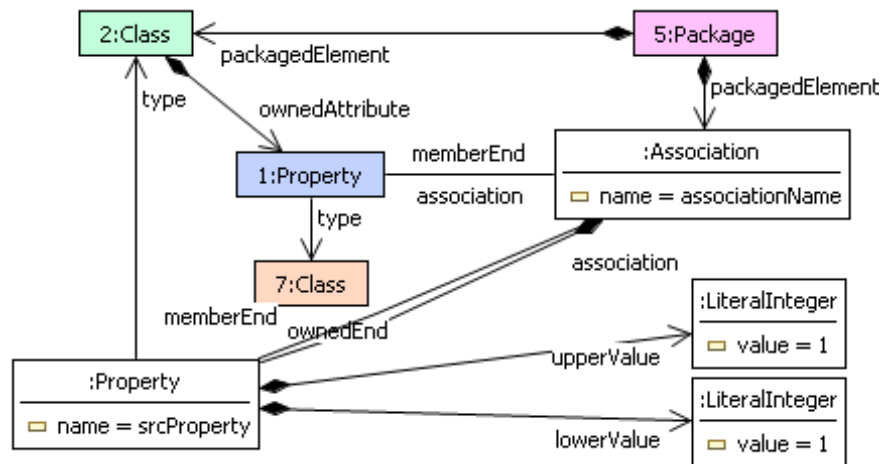 2:Class
5:Package
packagedElement
type
packagedElement
ownedAttribute
:Association
memberEnd
1:Property
name = associationName
association
type
association
7:Class
:LiteralInteger
memberEnd
ownedEnd
value = 1
upperValue
:Property
:LiteralInteger
name = srcProperty
lowerValue
value = 1